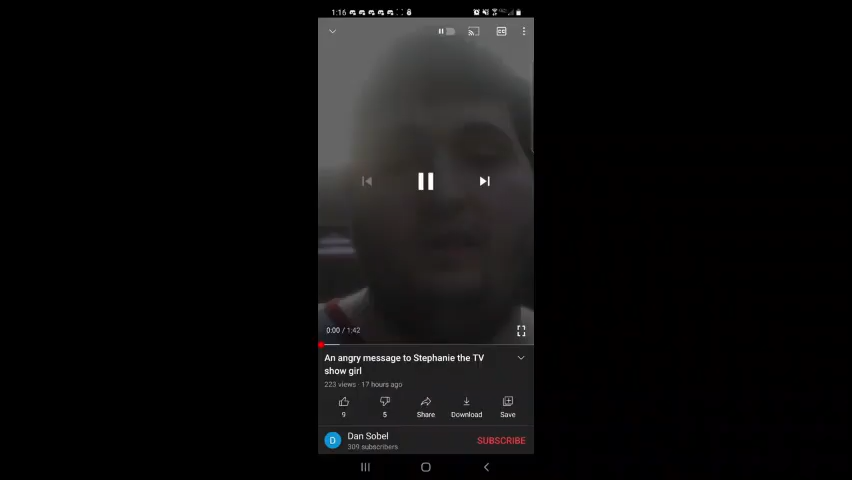 1:16
0:00 / 1:42
An angry message to Stephanie the TV
show girl
223 views · 17 hours ago
9
5
Share
Download
Save
D
Dan Sobel
309 subscribers
SUBSCRIBE